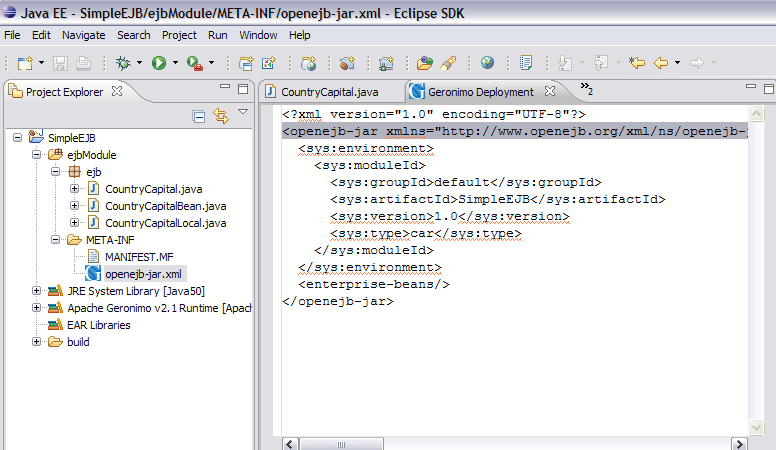 Java EE - SimpleEJB/ejbModule/META-INF/openejb-jar.xml - Eclipse SDK
File Edit Navigate Search Project Run Window Help
Project Explorer
SimpleEJB
ejbModule
ejb
CountryCapital.java
CountryCapitalBean.java
CountryCapitalLocal.java
META-INF
MANIFEST.MF
openejb-jar.xml
JRE System Library [Java50]
Apache Geronimo v2.1 Runtime [Apac
EAR Libraries
build
CountryCapital.java Geronimo Deployment »2
<?xml version="1.0" encoding="UTF-8"?>
<openejb-jar xmlns="http://www.openejb.org/xml/ns/openejb-j
<sys:environment>
<sys:moduleId>
<sys:groupId>default</sys:groupId>
<sys:artifactId>SimpleEJB</sys:artifactId>
<sys:version>1.0</sys:version>
<sys:type>car</sys:type>
</sys:moduleId>
</sys:environment>
<enterprise-beans/>
</openejb-jar>